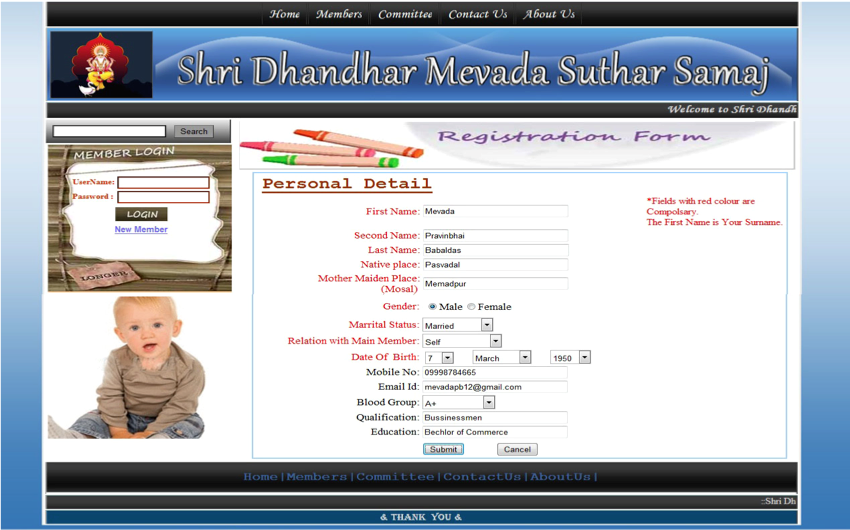 Home Members Committee Contact Us About Us
Shri Dhandhar Mevada Suthar Samaj
Welcome to Shri Dhandh
Search
Registration Form
MEMBER LOGIN
UserName:
Password :
LOGIN
New Member
LONGER
Personal Detail
*Fields with red colour are
Compolsary.
The First Name is Your Surname.
First Name: Mevada
Second Name: Pravinbhai
Last Name: Babaldas
Native place: Pasvadal
Mother Maiden Place: Memadpur
(Mosal)
Gender: Male Female
Marrital Status: Married
Relation with Main Member: Self
Date Of Birth: 7 March 1950
Mobile No: 09998784665
Email Id: mevadapb12@gmail.com
Blood Group: A+
Qualification: Bussinessmen
Education: Bechlor of Commerce
Submit Cancel
Home|Members|Committee|ContactUs|AboutUs|
::Shri Dh
& THANK YOU &